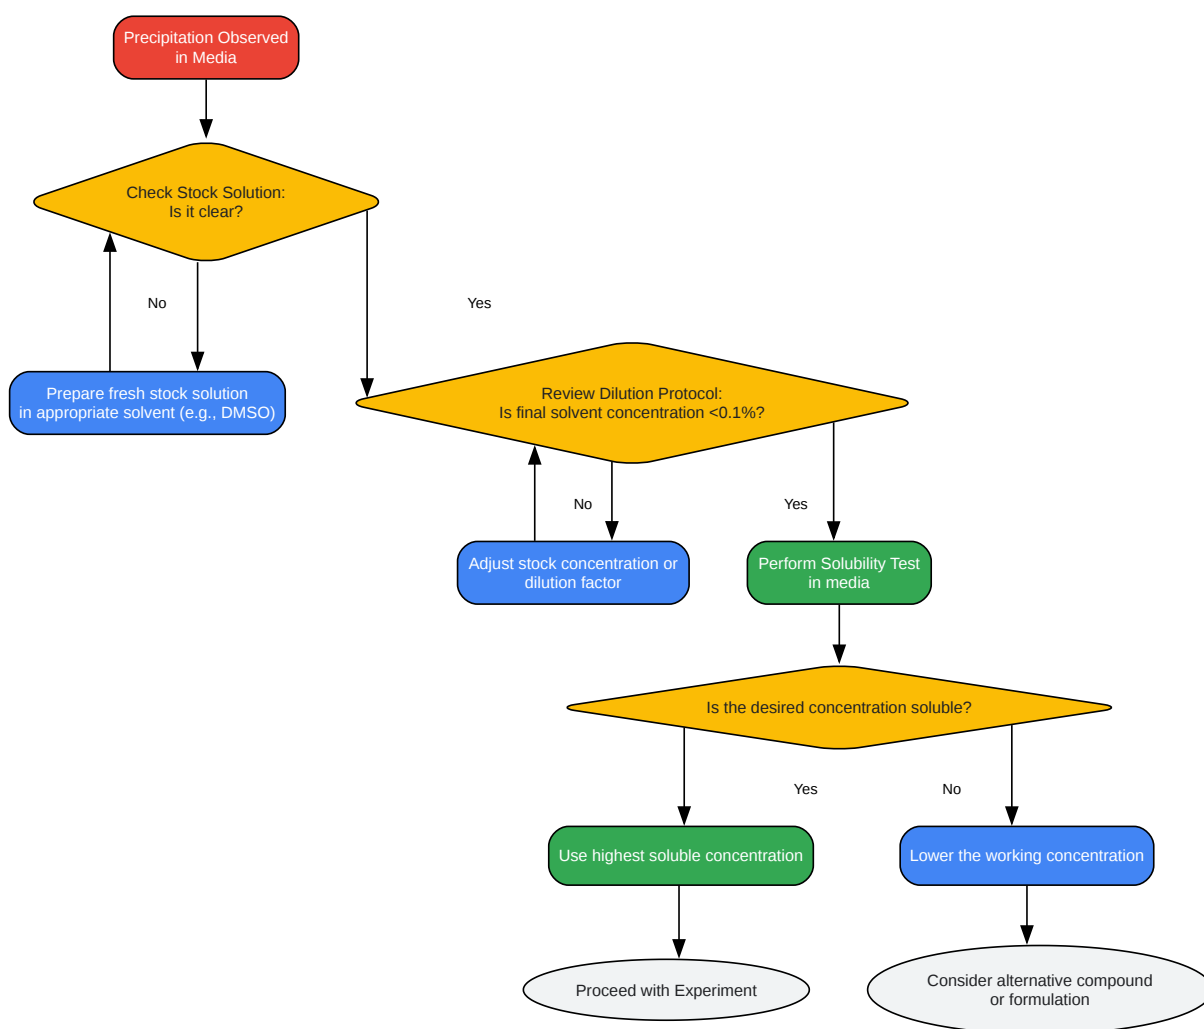 Precipitation Observed
in Media
Check Stock Solution:
Is it clear?
No
Yes
Prepare fresh stock solution
in appropriate solvent (e.g., DMSO)
Review Dilution Protocol:
Is final solvent concentration <0.1%?
No
Yes
Adjust stock concentration or
dilution factor
Perform Solubility Test
in media
Is the desired concentration soluble?
Yes
No
Use highest soluble concentration
Lower the working concentration
Proceed with Experiment
Consider alternative compound
or formulation